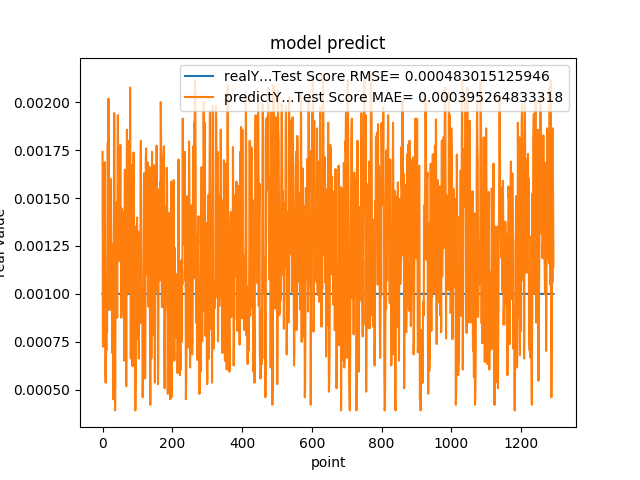 model predict
realY...Test Score RMSE= 0.000483015125946
predictY...Test Score MAE= 0.000395264833318
0.00200
0.00175
0.00150
0.00125
0.00100
0.00075
0.00050
real value
0 200 400 600 800 1000 1200
point